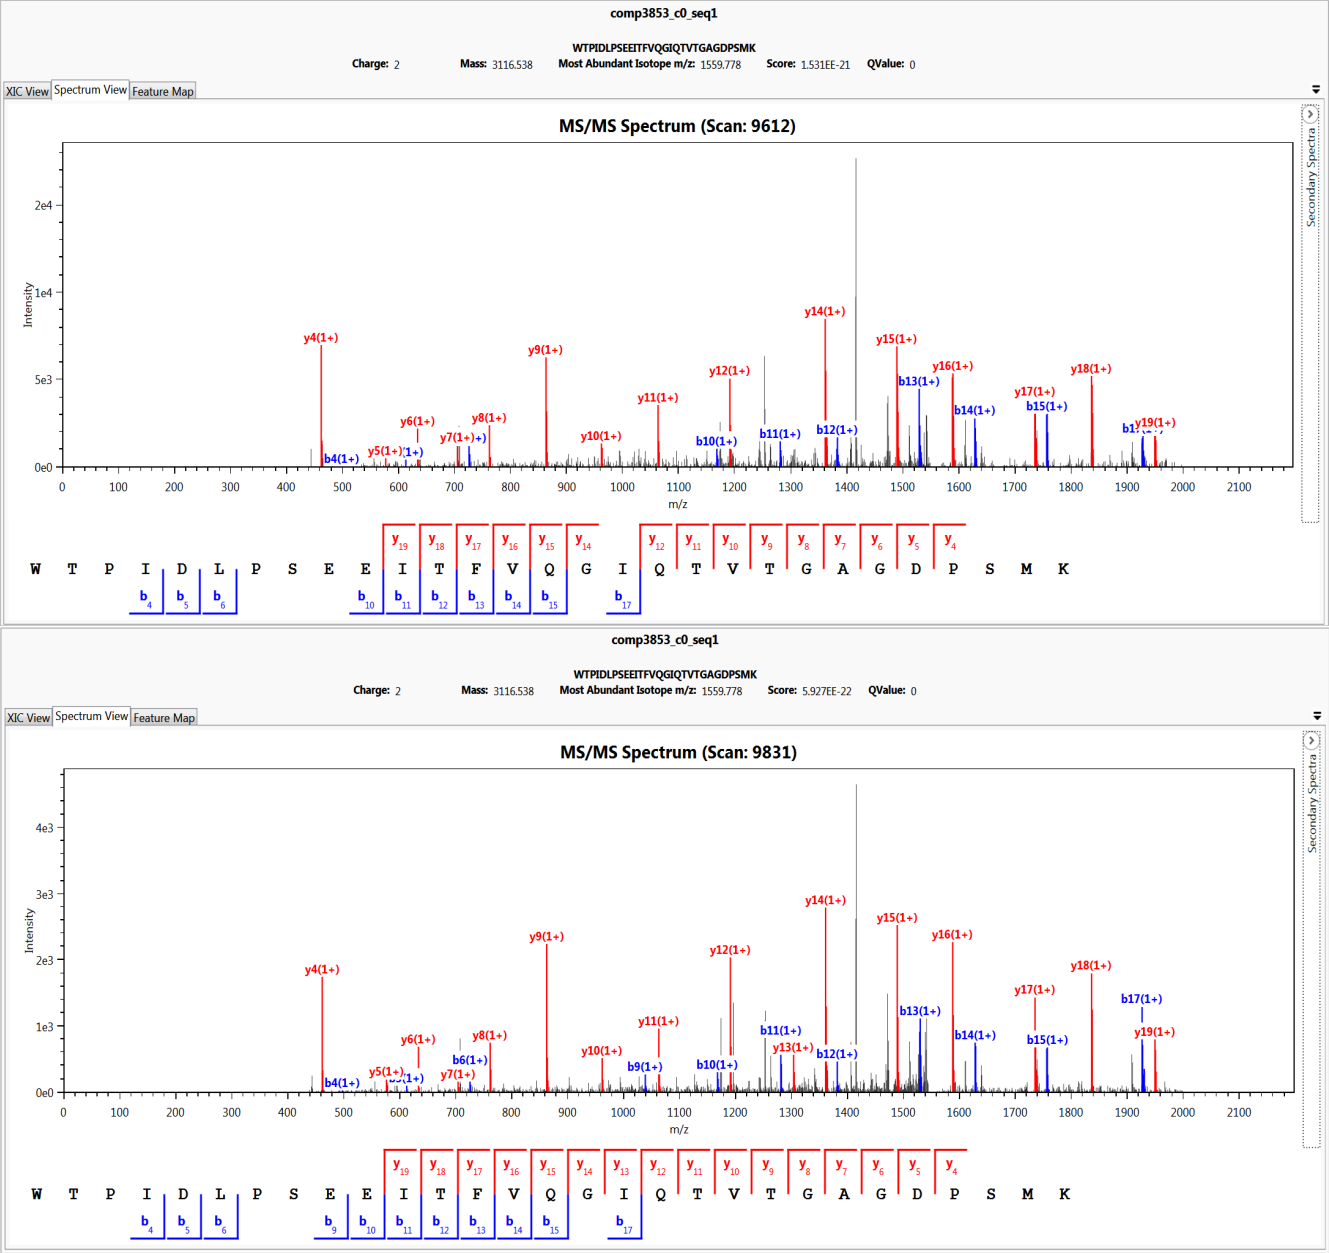 comp3853_c0_seq1
WTPIDLPSEEITFVQGIQTVTGAGDPSMK
Charge: 2 Mass: 3116.538 Most Abundant Isotope m/z: 1559.778 Score: 1.531E-21 QValue: 0
XIC View Spectrum View Feature Map
MS/MS Spectrum (Scan: 9612)
Secondary Spectra
Intensity
2e4
1e4
5e3
0e0
y4(1+) b4(1+) y5(1+) (1+) y6(1+) y7(1+) +) y8(1+) y9(1+) y10(1+) y11(1+) b10(1+) y12(1+) b11(1+) y14(1+) b12(1+) y15(1+) b13(1+) y16(1+) b14(1+) y17(1+) b15(1+) y18(1+) y19(1+)
0 100 200 300 400 500 600 700 800 900 1000 1100 1200 1300 1400 1500 1600 1700 1800 1900 2000 2100
m/z
y19 y18 y17 y16 y15 y14 y12 y11 y10 y9 y8 y7 y6 y5 y4
W T P I D L P S E E I T F V Q G I Q T V T G A G D P S M K
b4 b5 b6 b10 b11 b12 b13 b14 b15 b17
comp3853_c0_seq1
WTPIDLPSEEITFVQGIQTVTGAGDPSMK
Charge: 2 Mass: 3116.538 Most Abundant Isotope m/z: 1559.778 Score: 5.927E-22 QValue: 0
XIC View Spectrum View Feature Map
MS/MS Spectrum (Scan: 9831)
Secondary Spectra
Intensity
4e3
3e3
2e3
1e3
0e0
y4(1+) b4(1+) y5(1+) (1+) y6(1+) b6(1+) y7(1+) y8(1+) y9(1+) y10(1+) b9(1+) y11(1+) b10(1+) y12(1+) b11(1+) y13(1+) y14(1+) b12(1+) y15(1+) b13(1+) y16(1+) b14(1+) y17(1+) b15(1+) y18(1+) b17(1+) y19(1+)
0 100 200 300 400 500 600 700 800 900 1000 1100 1200 1300 1400 1500 1600 1700 1800 1900 2000 2100
m/z
y19 y18 y17 y16 y15 y14 y13 y12 y11 y10 y9 y8 y7 y6 y5 y4
W T P I D L P S E E I T F V Q G I Q T V T G A G D P S M K
b4 b5 b6 b9 b10 b11 b12 b13 b14 b15 b17